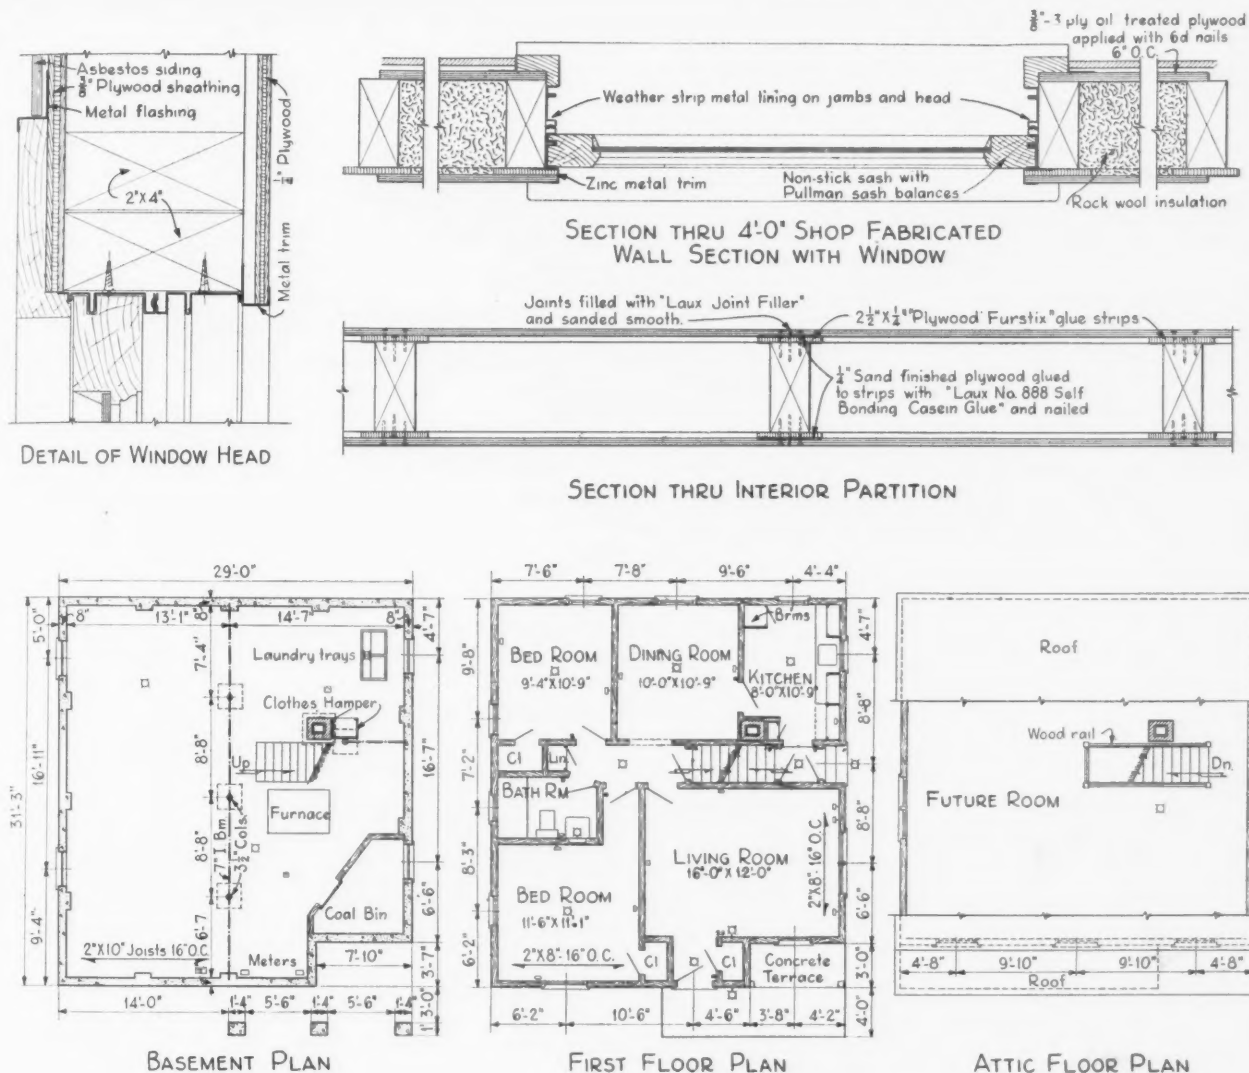 Asbestos siding
3/8" Plywood sheathing
Metal flashing
2"X4"
1/4" Plywood
Metal trim
DETAIL OF WINDOW HEAD
3/8"-3 ply oil treated plywood
applied with 6d nails
6" O.C.
Weather strip metal lining on jambs and head
Zinc metal trim
Non-stick sash with
Pullman sash balances
Rock wool insulation
SECTION THRU 4'-0" SHOP FABRICATED
WALL SECTION WITH WINDOW
Joints filled with "Laux Joint Filler"
and sanded smooth.
2 1/2" X 1/4" "Plywood Furstix" glue strips
1/4" Sand finished plywood glued
to strips with "Laux No. 888 Self
Bonding Casein Glue" and nailed
SECTION THRU INTERIOR PARTITION
29'-0"
8" 13'-1" 8" 14'-7" 8"
5'-0"
16'-11"
9'-4"
31'-3"
7'-4"
8'-8"
8'-8"
6'-7"
4'-7"
16'-7"
6'-6"
3'-7"
1'3'-0"
Laundry trays
Clothes Hamper
Up
Furnace
7" I Bm
3 1/2" Cols.
Coal Bin
2"X10" Joists 16" O.C.
Meters
7'-10"
14'-0" 1'-4" 5'-6" 1'-4" 5'-6" 1'-4"
BASEMENT PLAN
7'-6" 7'-8" 9'-6" 4'-4"
9'-8"
7'-2"
8'-3"
6'-2"
4'-7"
8'-8"
8'-8"
6'-6"
3'-0"
4'-0"
BED ROOM
9'-4"X10'-9"
DINING ROOM
10'-0"X10'-9"
Brms
KITCHEN
8'-0"X10'-9"
Cl
Lin.
BATH RM
LIVING ROOM
16'-0"X12'-0"
2"X8"-16" O.C.
BED ROOM
11'-6"X11'-1"
2"X8"-16" O.C.
Cl
Cl
Concrete
Terrace
6'-2" 10'-6" 4'-6" 3'-8" 4'-2"
FIRST FLOOR PLAN
Roof
Wood rail
Dn.
FUTURE ROOM
4'-8" 9'-10" 9'-10" 4'-8"
Roof
ATTIC FLOOR PLAN